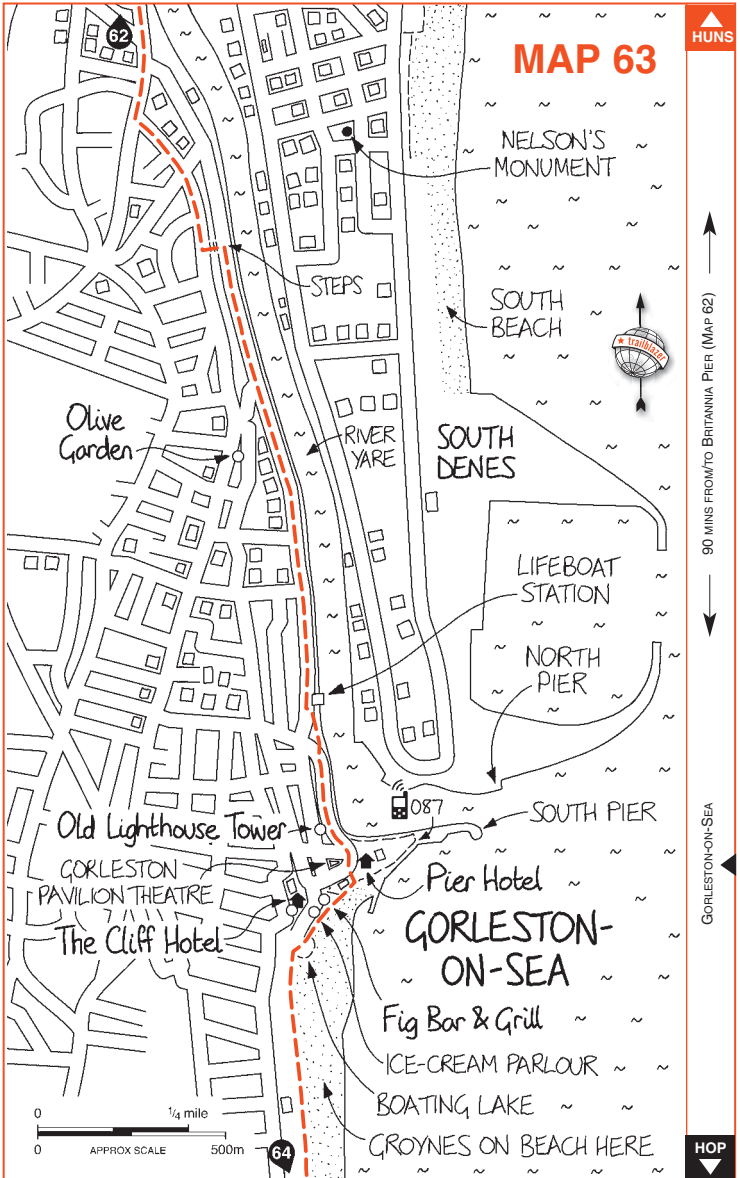 62
MAP 63
HUNS
NELSON'S
MONUMENT
STEPS
SOUTH
BEACH
trailblazer
90 MINS FROM/TO BRITANNIA PIER (MAP 62)
Olive
Garden
RIVER
YARE
SOUTH
DENES
LIFEBOAT
STATION
NORTH
PIER
087
SOUTH PIER
Old Lighthouse Tower
GORLESTON
PAVILION THEATRE
Pier Hotel
The Cliff Hotel
GORLESTON-
ON-SEA
GORLESTON-ON-SEA
Fig Bar & Grill
ICE-CREAM PARLOUR
BOATING LAKE
GROYNES ON BEACH HERE
0 1/4 mile
0 APPROX SCALE 500m
64
HOP